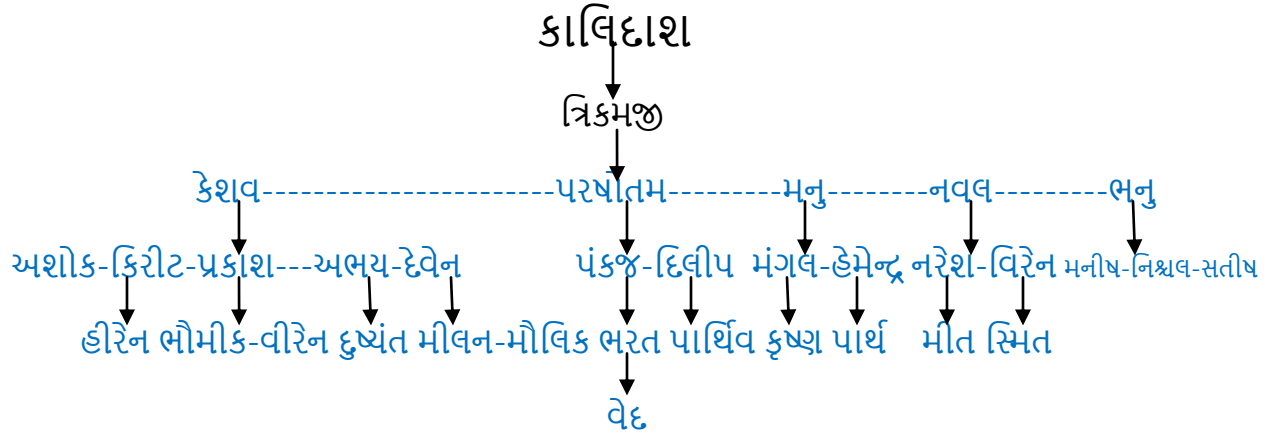 કાલિદાશ
ત્રિકમજી
કેશવ-----------------------પરષોતમ---------મનુ--------નવલ---------ભનુ
અશોક-કિરીટ-પ્રકાશ---અભય-દેવેન પંકજ-દિલીપ મંગલ-હેમેન્દ્ર નરેશ-વિરેન મનીષ-નિશ્ચલ-સતીષ
હીરેન ભૌમીક-વીરેન દુષ્યંત મીલન-મૌલિક ભરત પાર્થિવ કૃષ્ણ પાર્થ મીત સ્મિત
વેદ